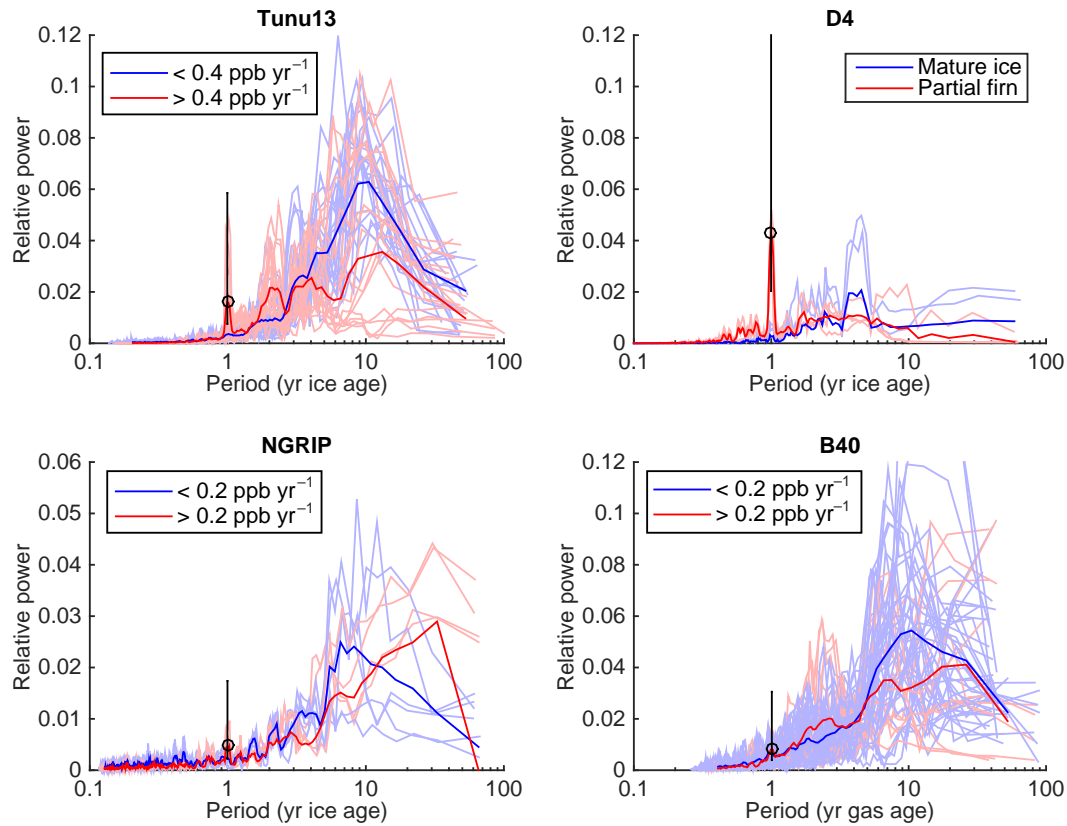 Tunu13
0.12
0.1
0.08
0.06
0.04
0.02
0
Relative power
< 0.4 ppb yr−1
> 0.4 ppb yr−1
0.1
1
10
100
Period (yr ice age)
D4
0.12
0.1
0.08
0.06
0.04
0.02
0
Relative power
Mature ice
Partial firn
0.1
1
10
100
Period (yr ice age)
NGRIP
0.06
0.05
0.04
0.03
0.02
0.01
0
Relative power
< 0.2 ppb yr−1
> 0.2 ppb yr−1
0.1
1
10
100
Period (yr ice age)
B40
0.12
0.1
0.08
0.06
0.04
0.02
0
Relative power
< 0.2 ppb yr−1
> 0.2 ppb yr−1
0.1
1
10
100
Period (yr gas age)